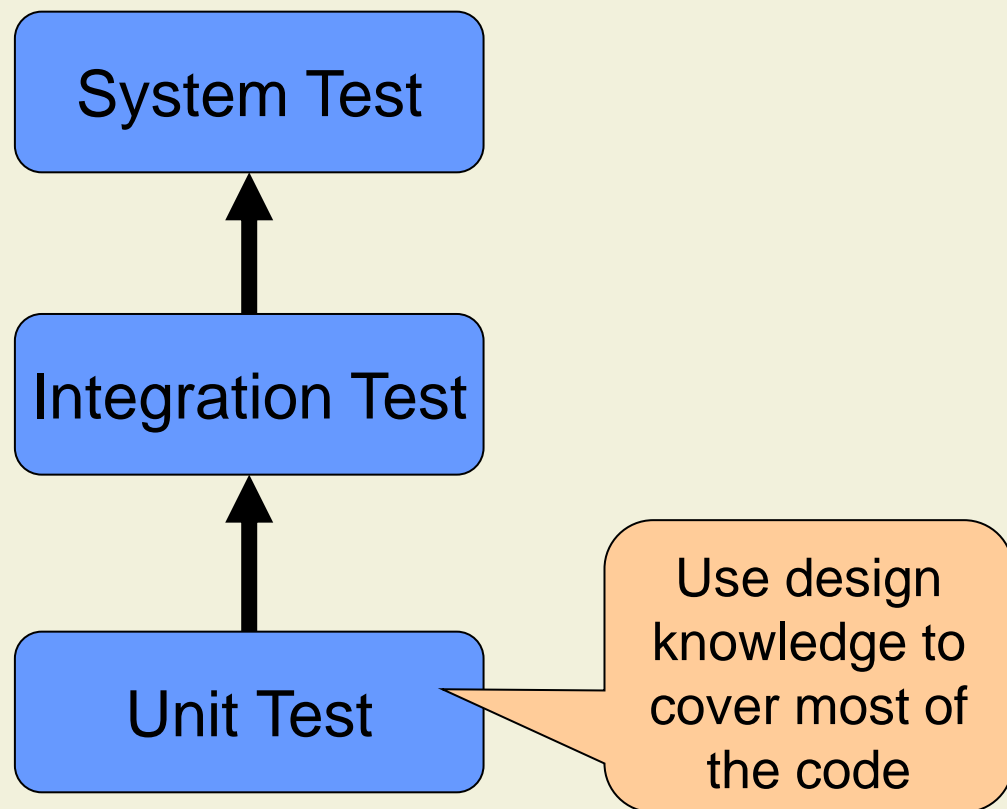 System Test
Integration Test
Unit Test
Use design
knowledge to
cover most of
the code